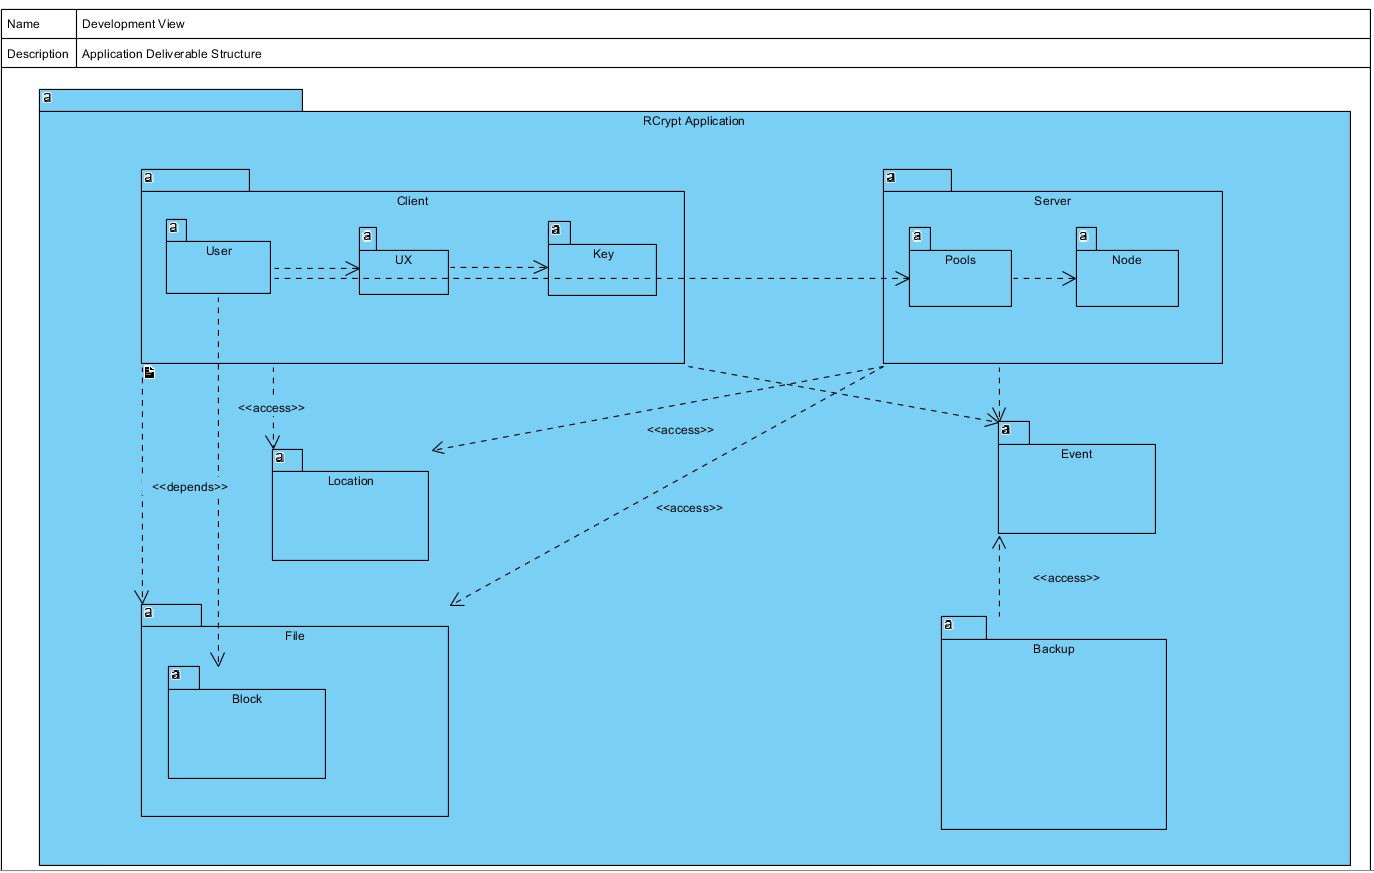 Name
Development View
Description
Application Deliverable Structure
a
RCrypt Application
a
Client
a
User
a
UX
a
Key
a
Server
a
Pools
a
Node
<<access>>
<<access>>
<<depends>>
<<access>>
a
Location
a
Event
<<access>>
a
File
a
Block
a
Backup